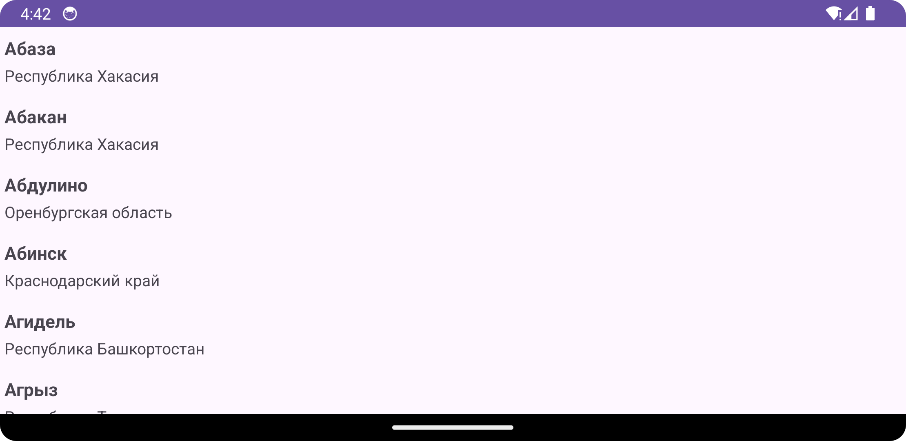 4:42
Абаза
Республика Хакасия
Абакан
Республика Хакасия
Абдулино
Оренбургская область
Абинск
Краснодарский край
Агидель
Республика Башкортостан
Агрыз